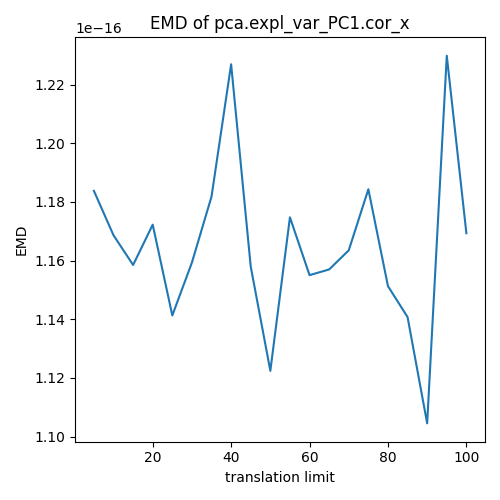 EMD of pca.expl_var_PC1.cor_x
1e−16
1.22
1.20
1.18
1.16
1.14
1.12
1.10
EMD
20 40 60 80 100
translation limit